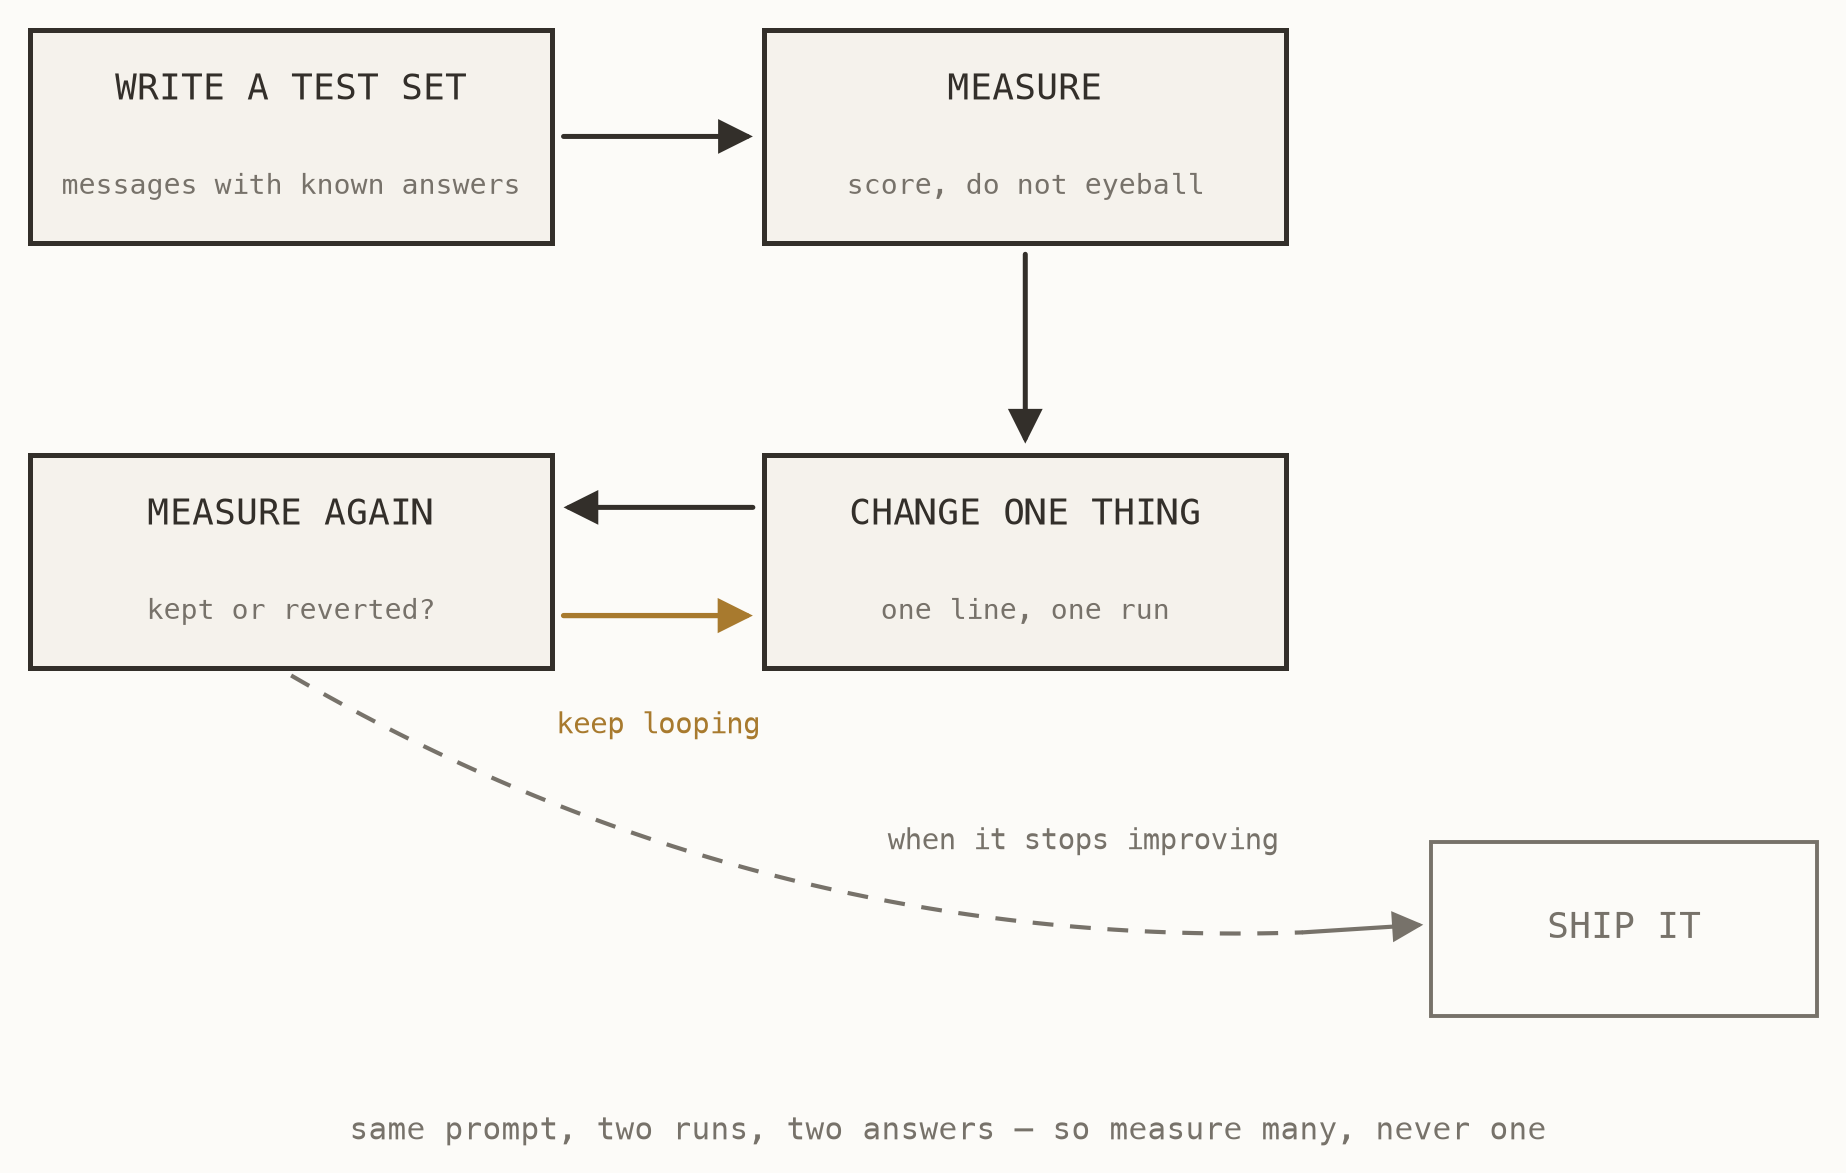 WRITE A TEST SET
messages with known answers
MEASURE
score, do not eyeball
CHANGE ONE THING
one line, one run
MEASURE AGAIN
kept or reverted?
keep looping
when it stops improving
SHIP IT
same prompt, two runs, two answers — so measure many, never one